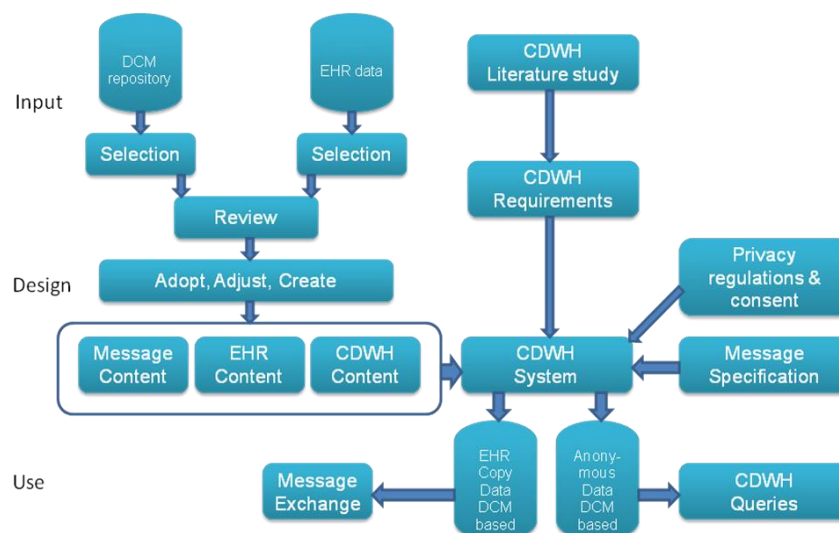 DCM
repository
EHR data
CDWH
Literature study
Input
Selection
Selection
CDWH
Requirements
Review
Privacy
regulations &
consent
Design
Adopt, Adjust, Create
Message
Content
EHR
Content
CDWH
Content
CDWH
System
Message
Specification
Use
Message
Exchange
EHR
Copy
Data
DCM
based
Anony-
mous
Data
DCM
based
CDWH
Queries